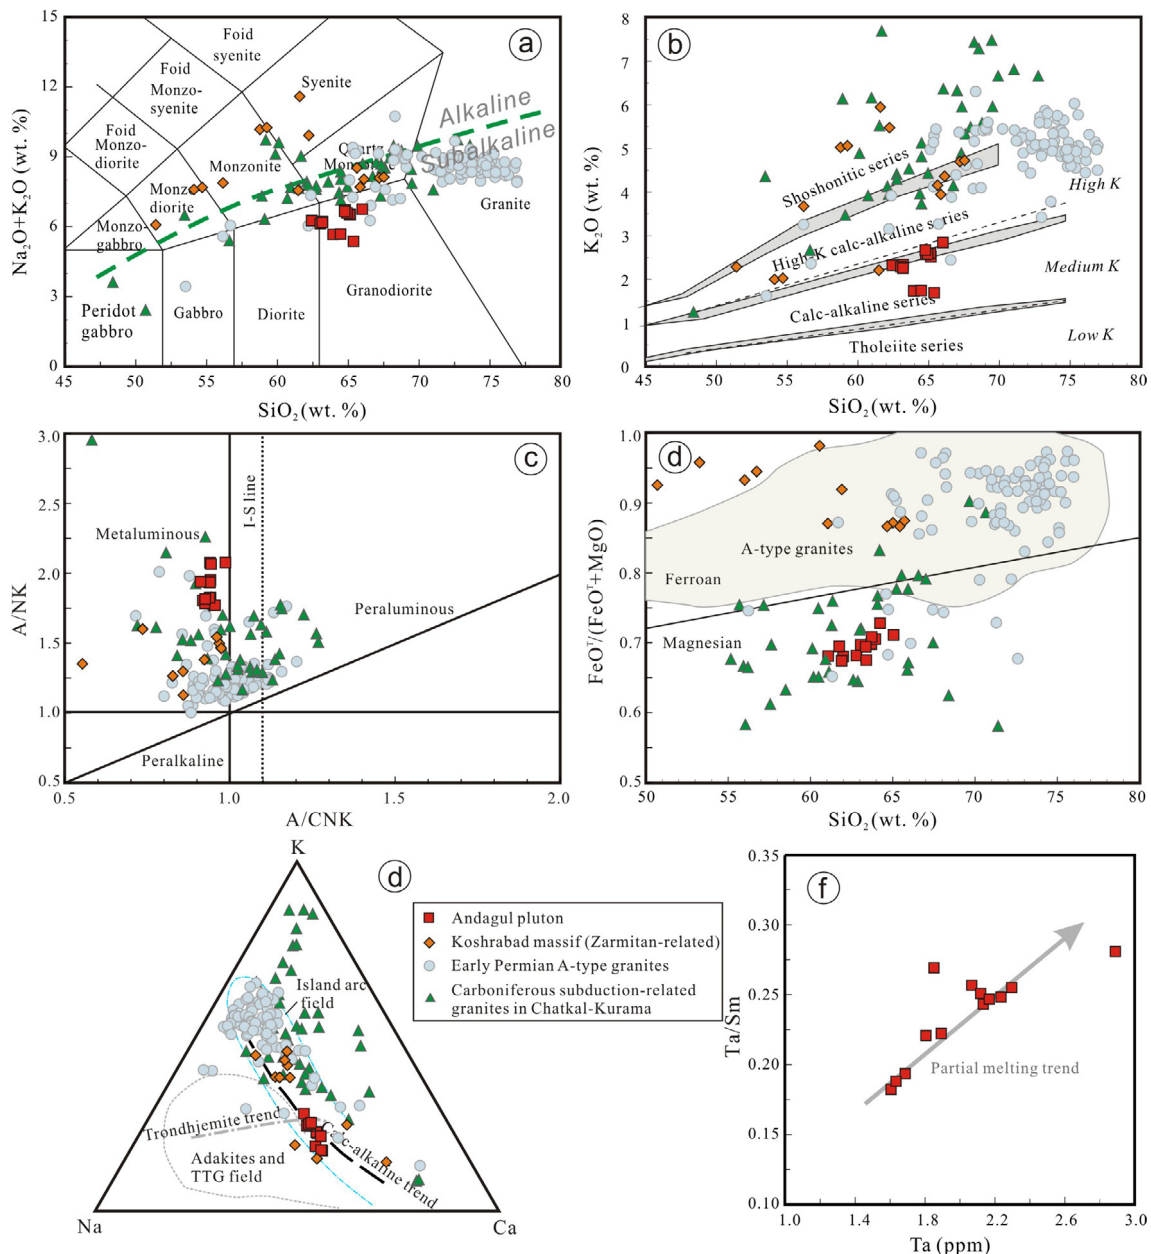 a
15
12
9
6
3
0
Na₂O+K₂O (wt. %)
Foid
syenite
Foid
Monzo-
syenite
Syenite
Foid
Monzo-
diorite
Monzonite
Quartz
Monzonite
Alkaline
Subalkaline
Monzo-
diorite
Monzo-
gabbro
Granite
Granodiorite
Peridot
gabbro
Gabbro
Diorite
45 50 55 60 65 70 75 80
SiO₂ (wt. %)
b
8
7
6
5
4
3
2
1
0
K₂O (wt. %)
Shoshonitic series
High K
High-K calc-alkaline series
Medium K
Calc-alkaline series
Low K
Tholeiite series
45 50 55 60 65 70 75 80
SiO₂ (wt. %)
c
3.0
2.5
2.0
1.5
1.0
0.5
A/NK
I-S line
Metaluminous
Peraluminous
Peralkaline
0.5 1.0 1.5 2.0
A/CNK
d
1.0
0.9
0.8
0.7
0.6
0.5
FeOᵀ/(FeOᵀ+MgO)
A-type granites
Ferroan
Magnesian
50 55 60 65 70 75 80
SiO₂ (wt. %)
d
K
Island arc
field
Trondhjemite trend
Calc-alkaline trend
Adakites and
TTG field
Na
Ca
Andagul pluton
Koshrabad massif (Zarmitan-related)
Early Permian A-type granites
Carboniferous subduction-related
granites in Chatkal-Kurama
f
0.35
0.30
0.25
0.20
0.15
0.10
Ta/Sm
Partial melting trend
1.0 1.4 1.8 2.2 2.6 3.0
Ta (ppm)